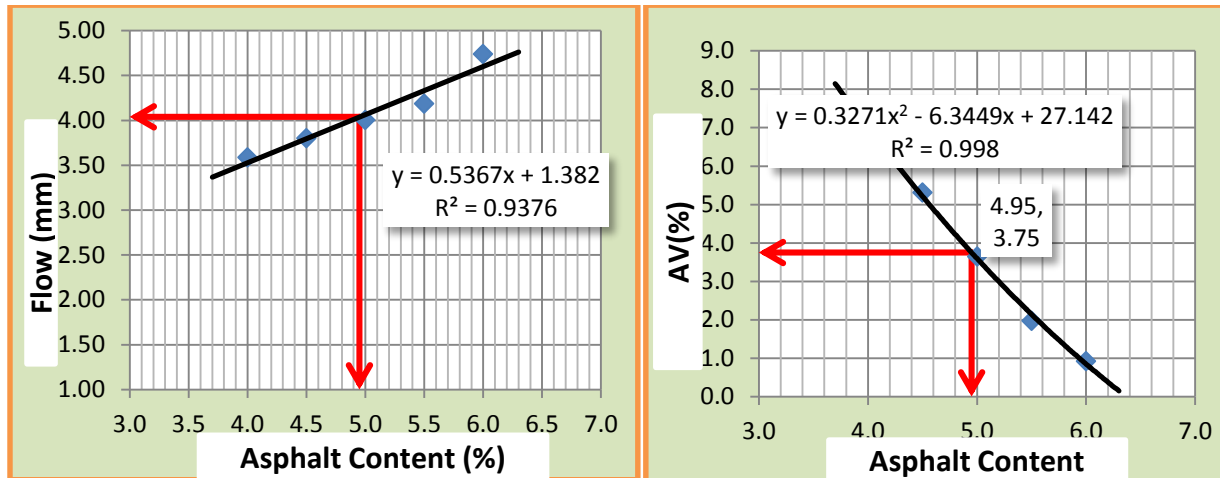 5.00
4.50
4.00
3.50
3.00
2.50
2.00
1.50
1.00
Flow (mm)
y = 0.5367x + 1.382
R² = 0.9376
3.0 4.0 4.5 5.0 5.5 6.0 7.0
Asphalt Content (%)
9.0
8.0
7.0
6.0
5.0
4.0
3.0
2.0
1.0
0.0
AV(%)
y = 0.3271x² - 6.3449x + 27.142
R² = 0.998
4.95,
3.75
3.0 4.0 5.0 6.0 7.0
Asphalt Content